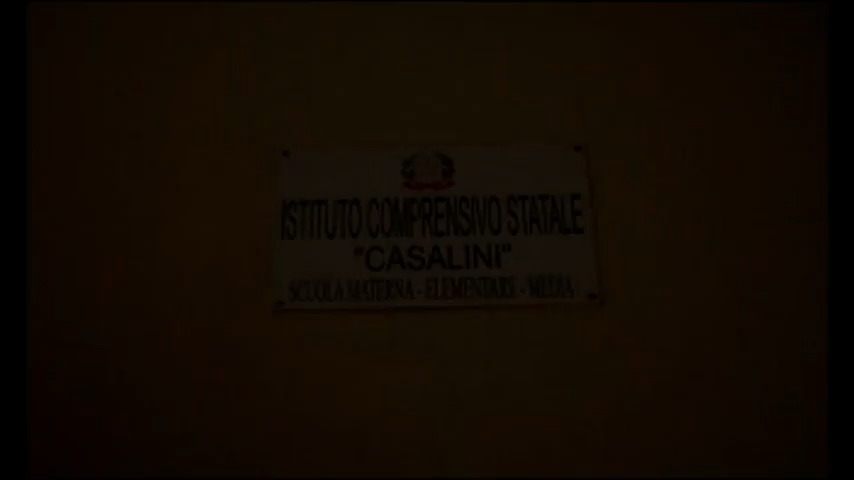 ISTITUTO COMPRENSIVO STATALE
"CASALINI"
SCUOLA MATERNA - ELEMENTARE - MEDIA